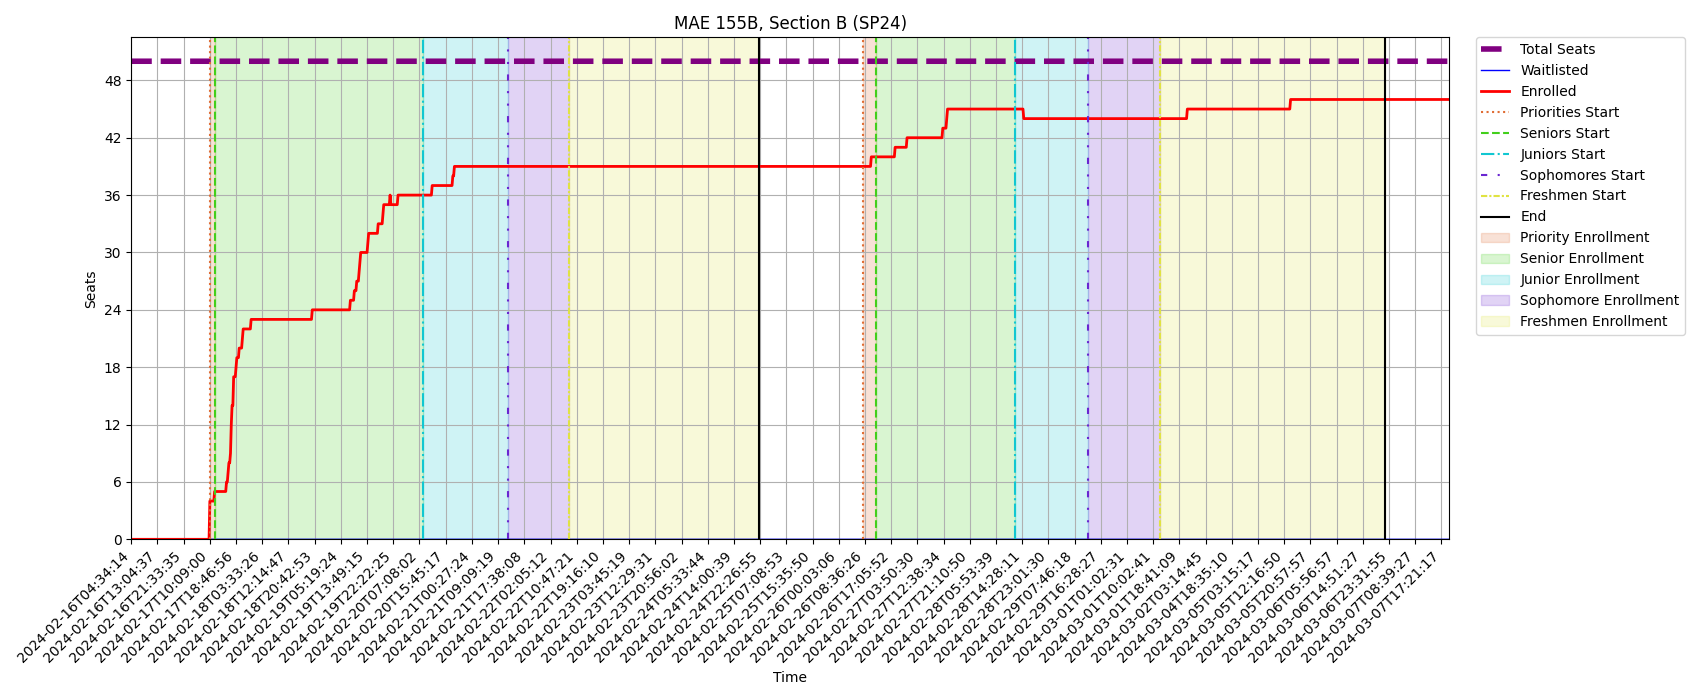 MAE 155B, Section B (SP24)
Seats
48
42
36
30
24
18
12
6
0
2024-02-16T04:34:14
2024-02-16T13:04:37
2024-02-16T21:33:35
2024-02-17T10:09:00
2024-02-17T18:46:56
2024-02-18T03:33:26
2024-02-18T12:14:47
2024-02-18T20:42:53
2024-02-19T05:19:24
2024-02-19T13:49:15
2024-02-19T22:22:25
2024-02-20T07:08:02
2024-02-20T15:45:17
2024-02-21T00:27:24
2024-02-21T09:09:19
2024-02-21T17:38:08
2024-02-22T02:05:12
2024-02-22T10:47:21
2024-02-22T19:16:10
2024-02-23T03:45:19
2024-02-23T12:29:31
2024-02-23T20:56:02
2024-02-24T05:33:44
2024-02-24T14:00:39
2024-02-24T22:26:55
2024-02-25T07:08:53
2024-02-25T15:35:50
2024-02-26T00:03:06
2024-02-26T08:36:26
2024-02-26T17:05:52
2024-02-27T03:50:30
2024-02-27T12:38:34
2024-02-27T21:10:50
2024-02-28T05:53:39
2024-02-28T14:28:11
2024-02-28T23:01:30
2024-02-29T07:46:18
2024-02-29T16:28:27
2024-03-01T01:02:31
2024-03-01T10:02:41
2024-03-01T18:41:09
2024-03-02T03:14:45
2024-03-04T18:35:10
2024-03-05T03:15:17
2024-03-05T12:16:50
2024-03-05T20:57:57
2024-03-06T05:56:57
2024-03-06T14:51:27
2024-03-06T23:31:55
2024-03-07T08:39:27
2024-03-07T17:21:17
Time
Total Seats
Waitlisted
Enrolled
Priorities Start
Seniors Start
Juniors Start
Sophomores Start
Freshmen Start
End
Priority Enrollment
Senior Enrollment
Junior Enrollment
Sophomore Enrollment
Freshmen Enrollment